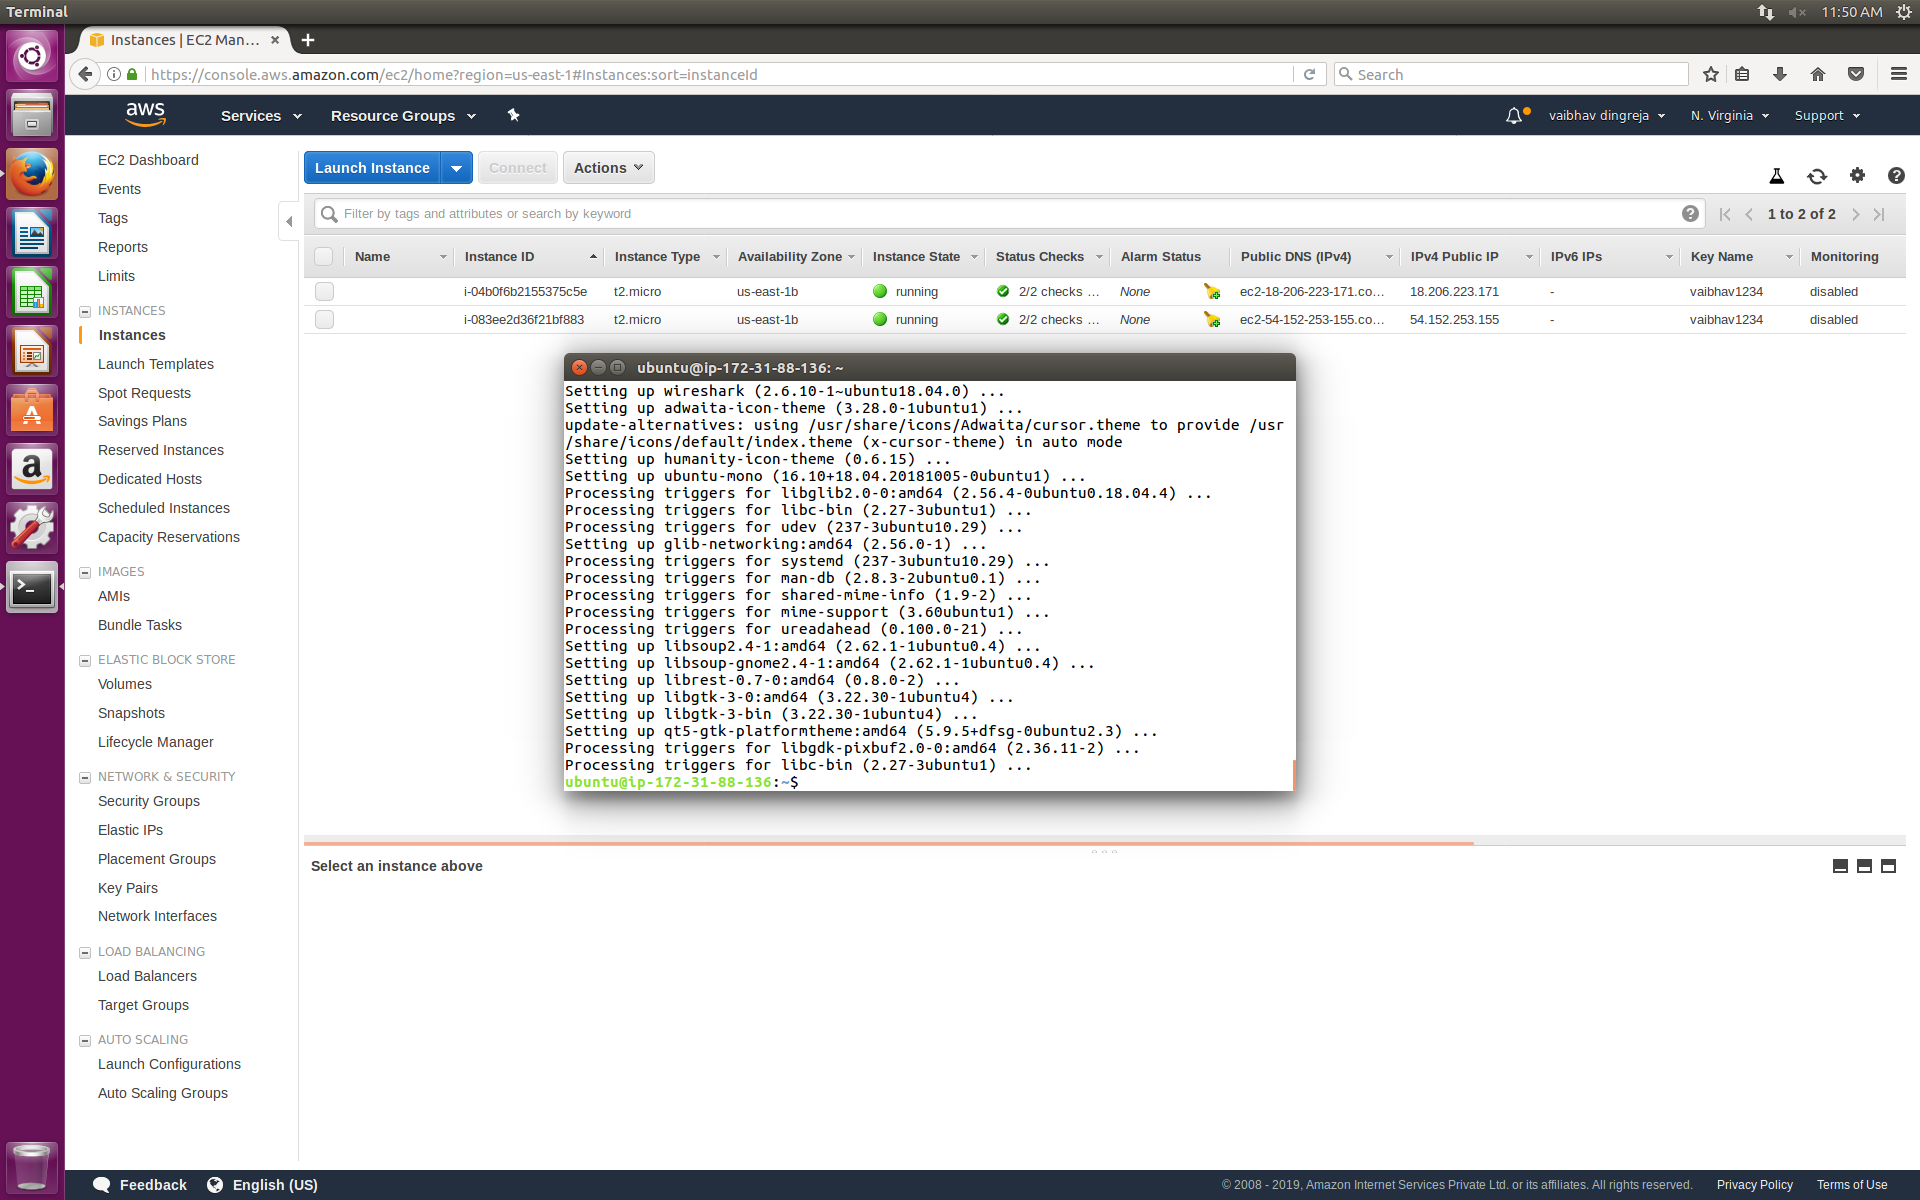 Terminal
11:50 AM
Instances | EC2 Man...
https://console.aws.amazon.com/ec2/home?region=us-east-1#Instances:sort=instanceId
Search
aws
Services
Resource Groups
vaibhav dingreja
N. Virginia
Support
EC2 Dashboard
Events
Tags
Reports
Limits
INSTANCES
Instances
Launch Templates
Spot Requests
Savings Plans
Reserved Instances
Dedicated Hosts
Scheduled Instances
Capacity Reservations
IMAGES
AMIs
Bundle Tasks
ELASTIC BLOCK STORE
Volumes
Snapshots
Lifecycle Manager
NETWORK & SECURITY
Security Groups
Elastic IPs
Placement Groups
Key Pairs
Network Interfaces
LOAD BALANCING
Load Balancers
Target Groups
AUTO SCALING
Launch Configurations
Auto Scaling Groups
Launch Instance
Connect
Actions
Filter by tags and attributes or search by keyword
1 to 2 of 2
Name Instance ID Instance Type Availability Zone Instance State Status Checks Alarm Status Public DNS (IPv4) IPv4 Public IP IPv6 IPs Key Name Monitoring
i-04b0f6b2155375c5e t2.micro us-east-1b running 2/2 checks ... None ec2-18-206-223-171.co... 18.206.223.171 - vaibhav1234 disabled
i-083ee2d36f21bf883 t2.micro us-east-1b running 2/2 checks ... None ec2-54-152-253-155.co... 54.152.253.155 - vaibhav1234 disabled
ubuntu@ip-172-31-88-136: ~
Setting up wireshark (2.6.10-1~ubuntu18.04.0) ...
Setting up adwaita-icon-theme (3.28.0-1ubuntu1) ...
update-alternatives: using /usr/share/icons/Adwaita/cursor.theme to provide /usr
/share/icons/default/index.theme (x-cursor-theme) in auto mode
Setting up humanity-icon-theme (0.6.15) ...
Setting up ubuntu-mono (16.10+18.04.20181005-0ubuntu1) ...
Processing triggers for libglib2.0-0:amd64 (2.56.4-0ubuntu0.18.04.4) ...
Processing triggers for libc-bin (2.27-3ubuntu1) ...
Processing triggers for udev (237-3ubuntu10.29) ...
Setting up glib-networking:amd64 (2.56.0-1) ...
Processing triggers for systemd (237-3ubuntu10.29) ...
Processing triggers for man-db (2.8.3-2ubuntu0.1) ...
Processing triggers for shared-mime-info (1.9-2) ...
Processing triggers for mime-support (3.60ubuntu1) ...
Processing triggers for ureadahead (0.100.0-21) ...
Setting up libsoup2.4-1:amd64 (2.62.1-1ubuntu0.4) ...
Setting up libsoup-gnome2.4-1:amd64 (2.62.1-1ubuntu0.4) ...
Setting up librest-0.7-0:amd64 (0.8.0-2) ...
Setting up libgtk-3-0:amd64 (3.22.30-1ubuntu4) ...
Setting up libgtk-3-bin (3.22.30-1ubuntu4) ...
Setting up qt5-gtk-platformtheme:amd64 (5.9.5+dfsg-0ubuntu2.3) ...
Processing triggers for libgdk-pixbuf2.0-0:amd64 (2.36.11-2) ...
Processing triggers for libc-bin (2.27-3ubuntu1) ...
ubuntu@ip-172-31-88-136:~$
Select an instance above
Feedback
English (US)
© 2008 - 2019, Amazon Internet Services Private Ltd. or its affiliates. All rights reserved.
Privacy Policy
Terms of Use